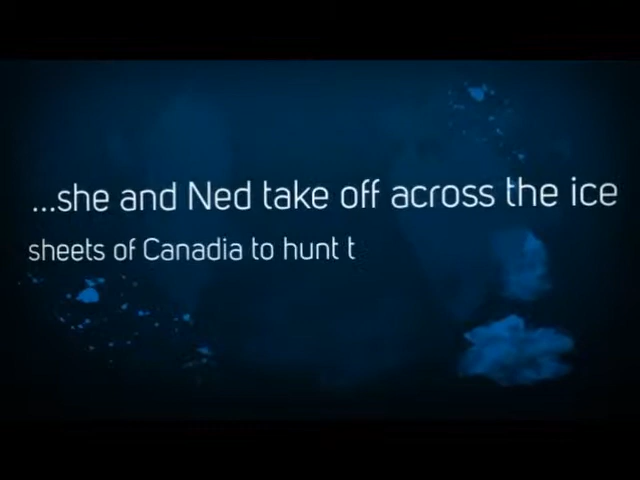 ...she and Ned take off across the ice
sheets of Canadia to hunt t